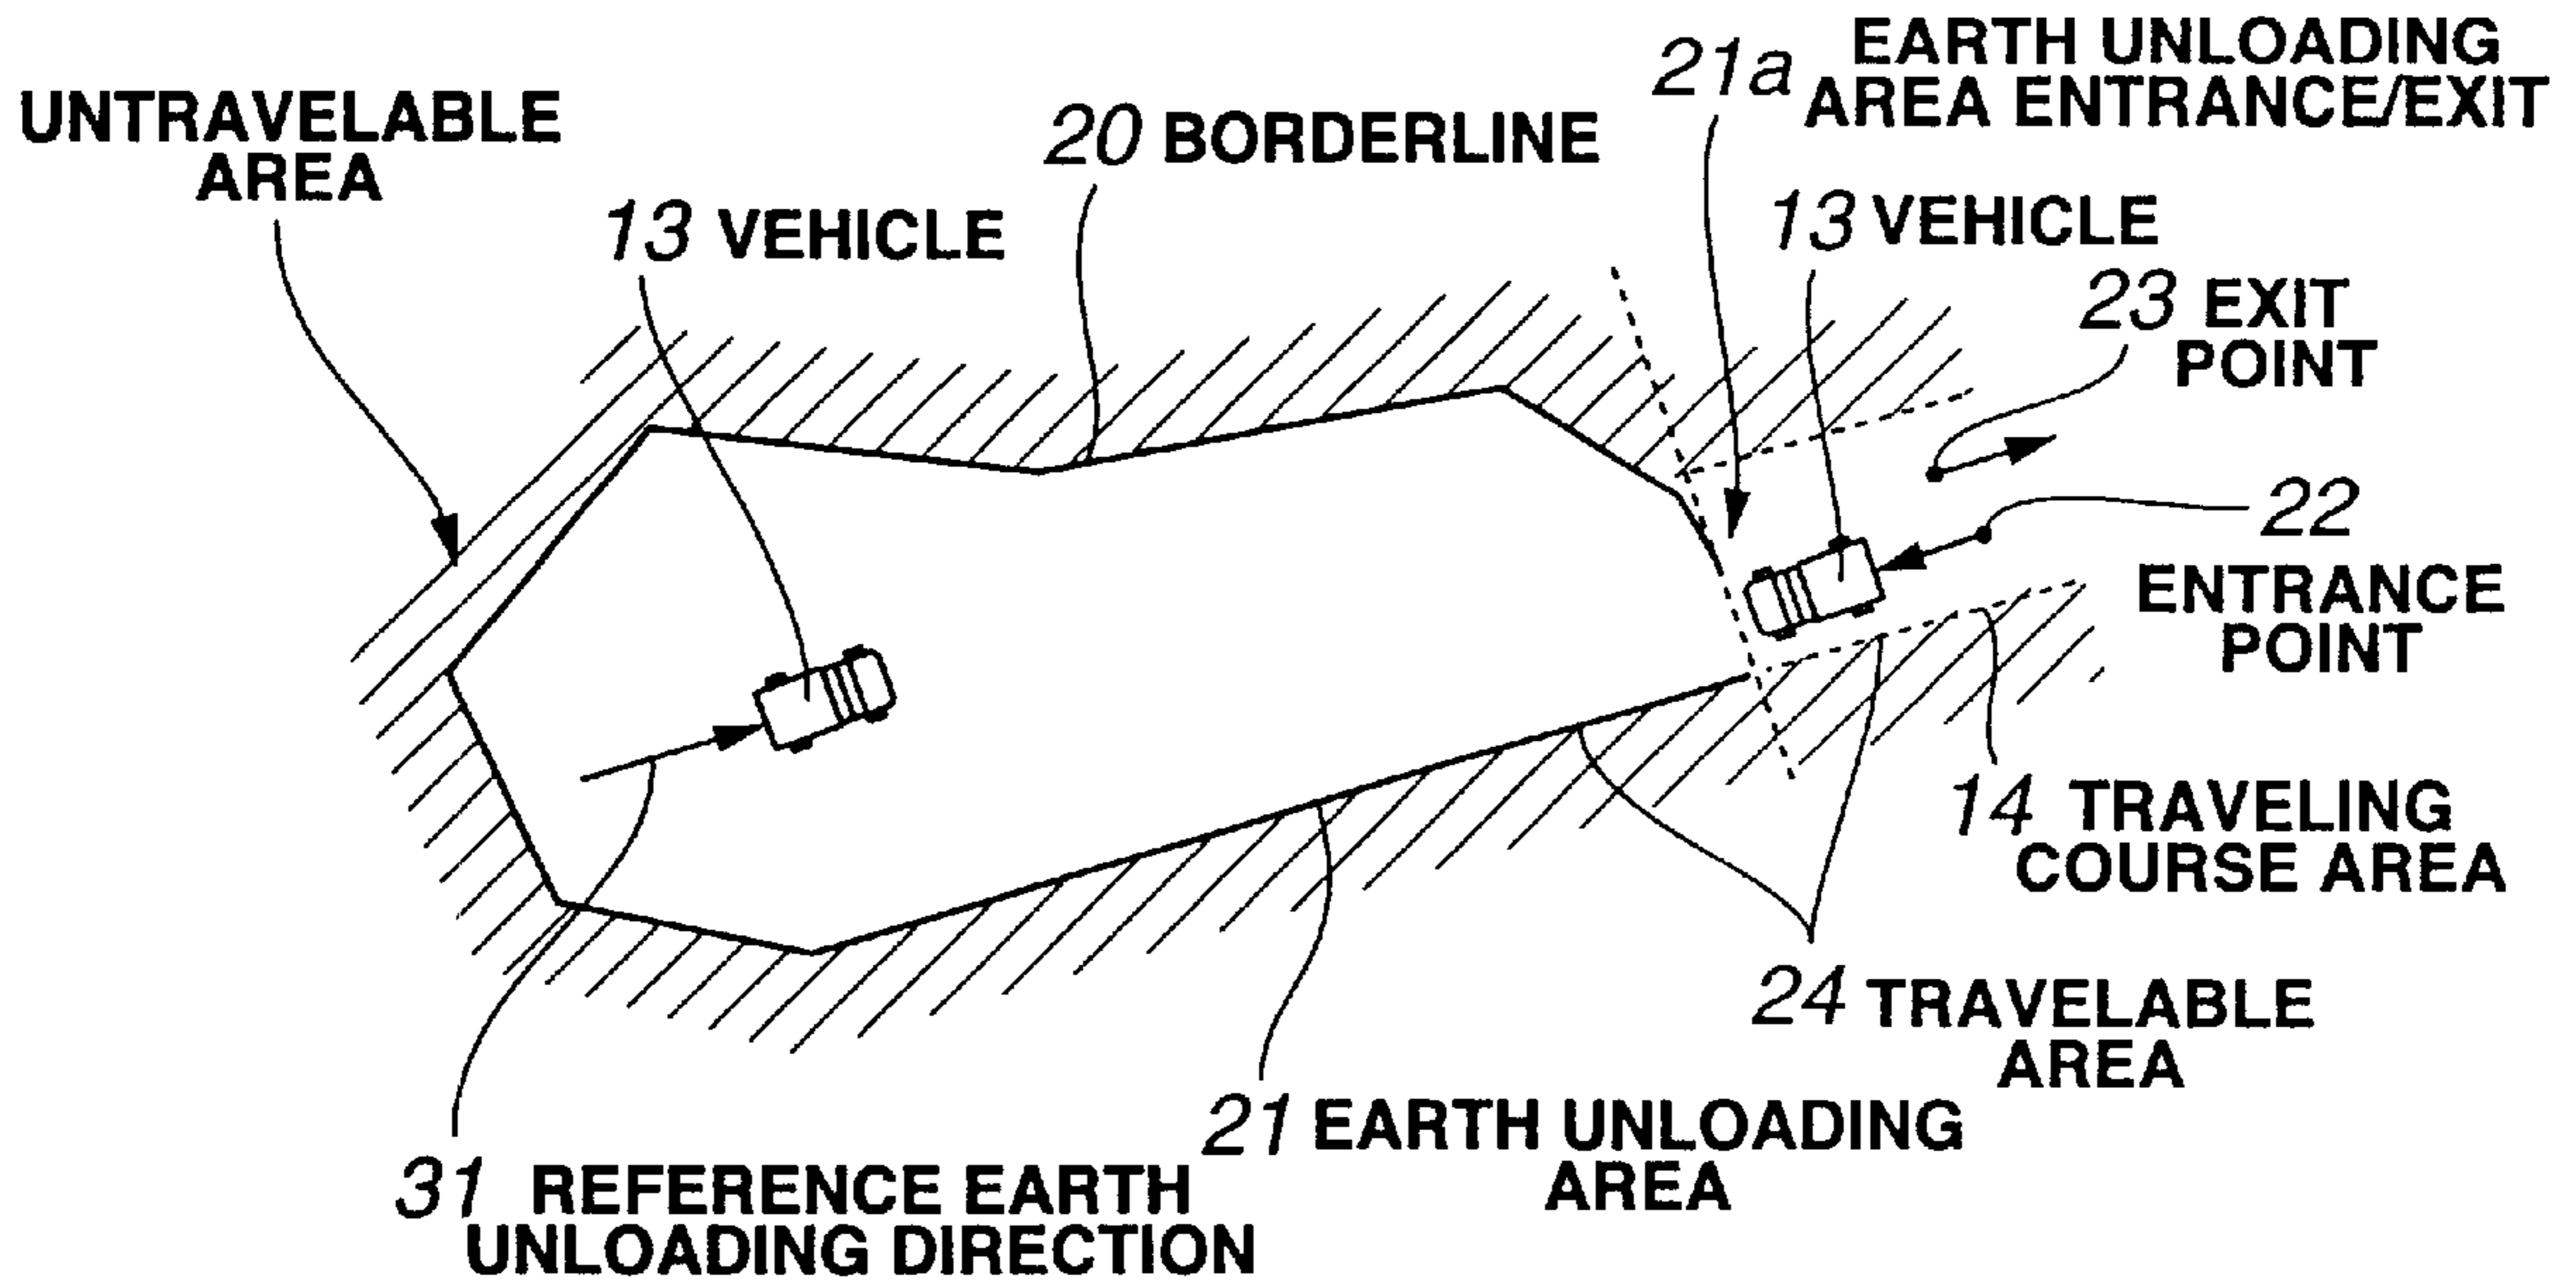 UNTRAVELABLE
AREA
13 VEHICLE
20 BORDERLINE
21a EARTH UNLOADING
AREA ENTRANCE/EXIT
13 VEHICLE
23 EXIT
POINT
22
ENTRANCE
POINT
14 TRAVELING
COURSE AREA
24 TRAVELABLE
AREA
21 EARTH UNLOADING
AREA
31 REFERENCE EARTH
UNLOADING DIRECTION